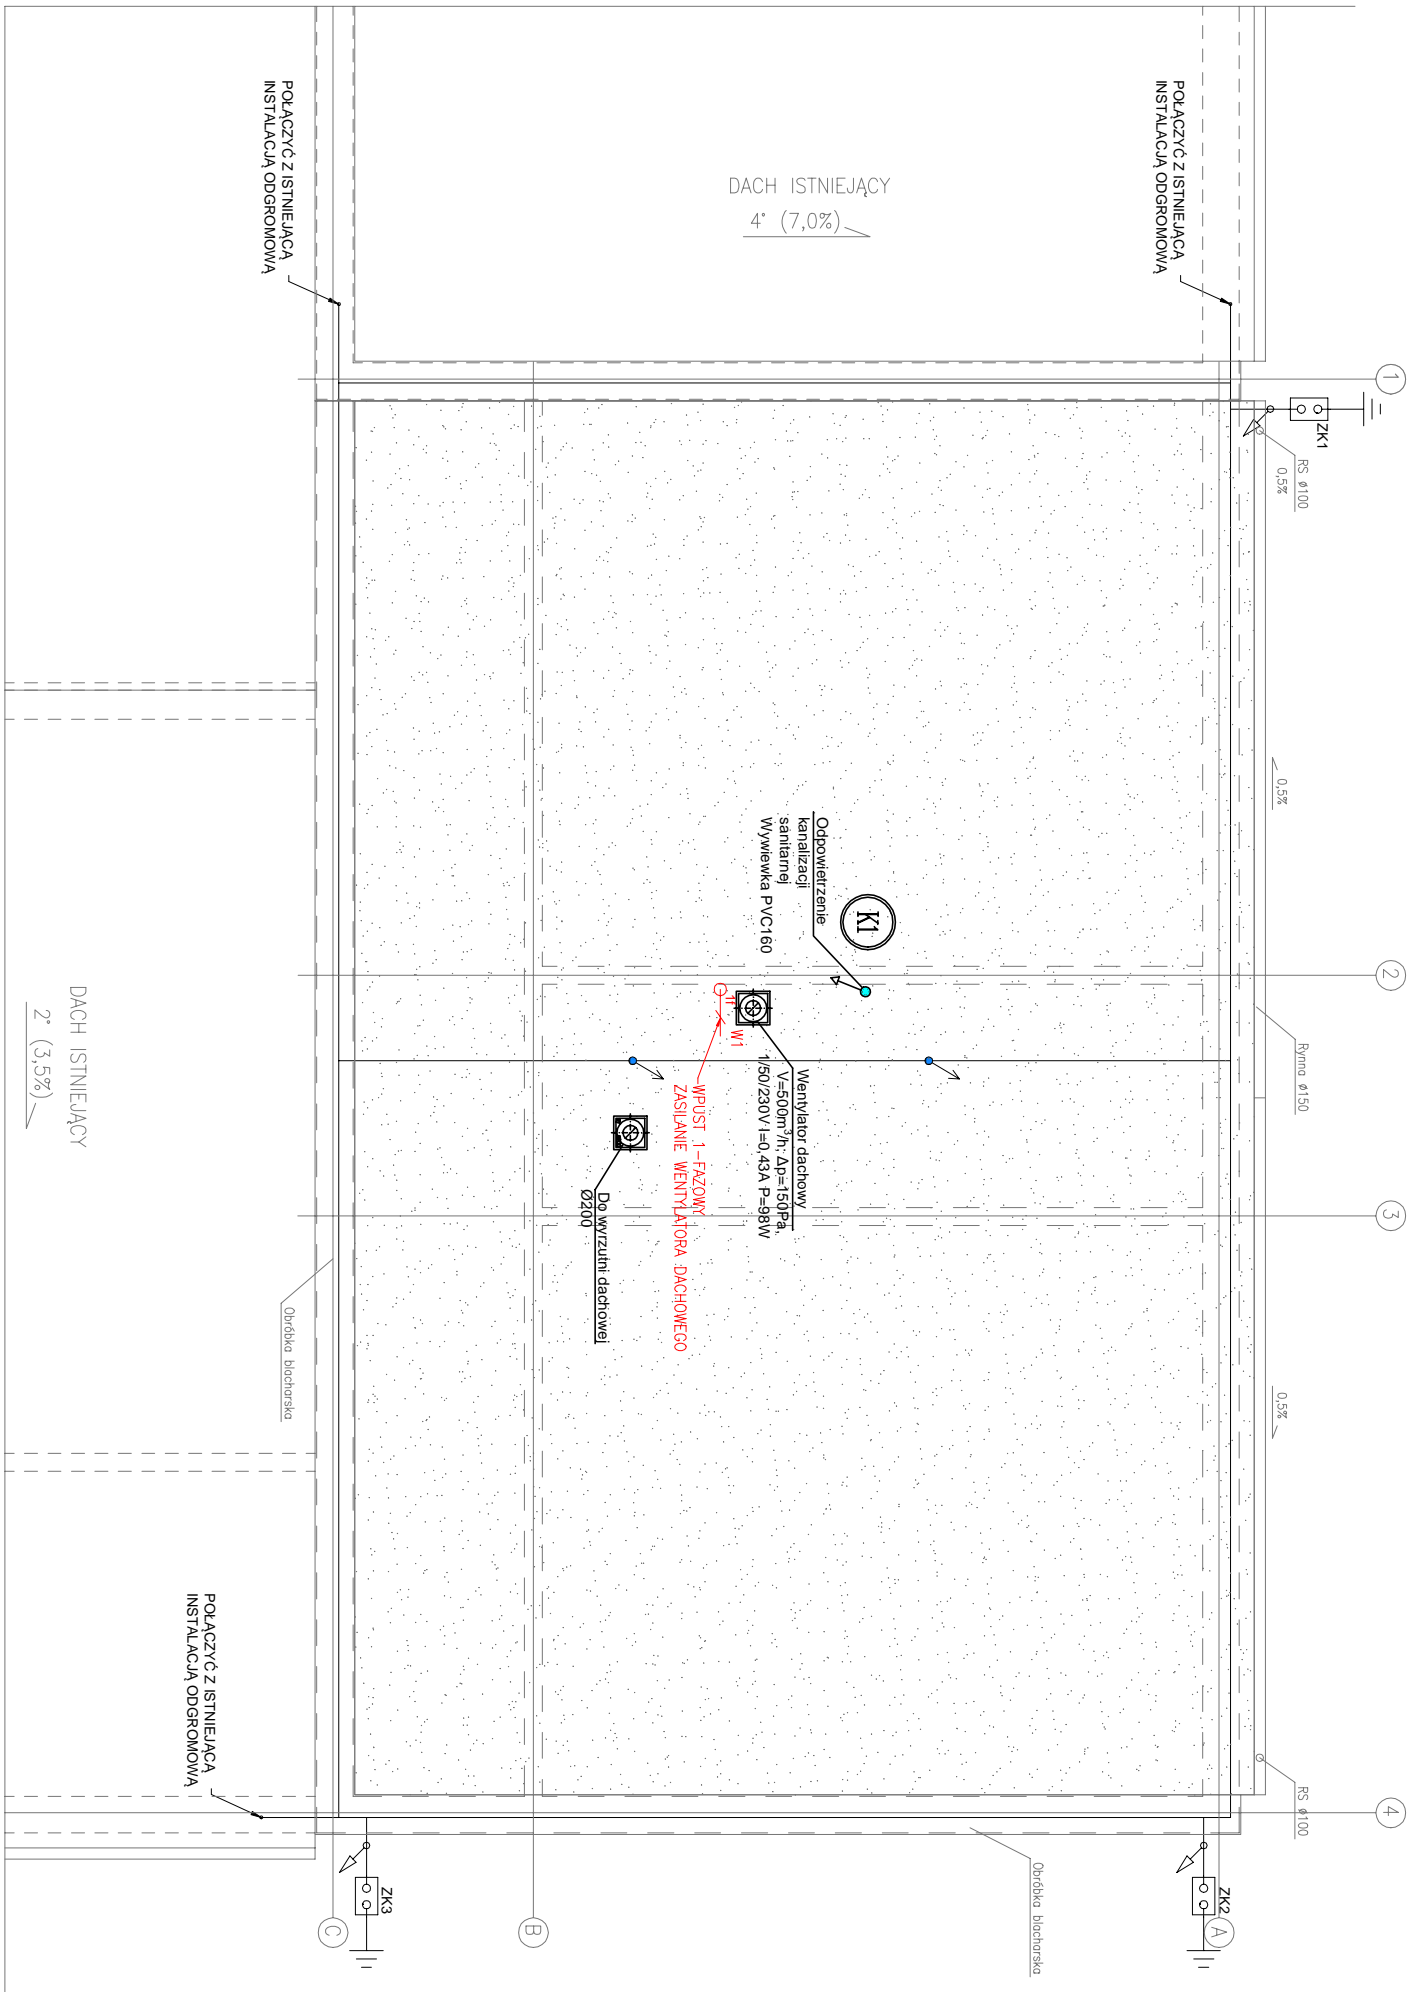 POŁĄCZYĆ Z ISTNIEJĄCĄ
INSTALACJĄ ODGROMOWĄ
POŁĄCZYĆ Z ISTNIEJĄCĄ
INSTALACJĄ ODGROMOWĄ
DACH ISTNIEJĄCY
4° (7,0%)
1
ZK1
RS Ø100
0,5%
0,5%
Odpowietrzenie
kanalizacji
sanitarnej
Wywiewka PVC160
K1
2
Rynna Ø150
1f
W1
Wentylator dachowy
V=500m³/h; Δp=150Pa,
1/50/230V I=0,43A P=98W
WPUST 1-FAZOWY
ZASILANIE WENTYLATORA DACHOWEGO
Do wyrzutni dachowej
Ø200
3
0,5%
Obróbka blacharska
DACH ISTNIEJĄCY
2° (3,5%)
POŁĄCZYĆ Z ISTNIEJĄCĄ
INSTALACJĄ ODGROMOWĄ
RS Ø100
4
Obróbka blacharska
ZK2
ZK3
A
B
C